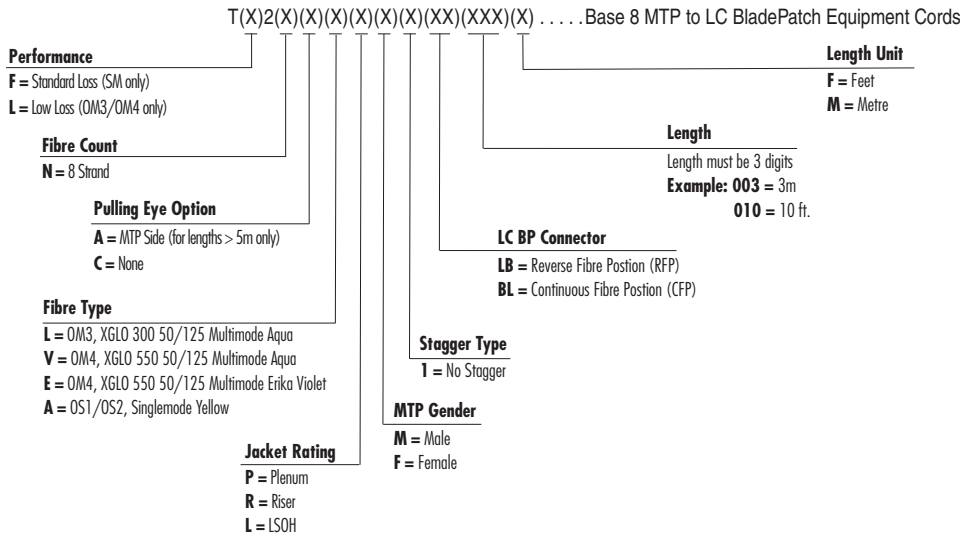 T(X)2(X)(X)(X)(X)(X)(X)(XX)(XXX)(X) . . . . . Base 8 MTP to LC BladePatch Equipment Cords
Performance
F = Standard Loss (SM only)
L = Low Loss (OM3/OM4 only)
Fibre Count
N = 8 Strand
Pulling Eye Option
A = MTP Side (for lengths > 5m only)
C = None
Fibre Type
L = OM3, XGLO 300 50/125 Multimode Aqua
V = OM4, XGLO 550 50/125 Multimode Aqua
E = OM4, XGLO 550 50/125 Multimode Erika Violet
A = OS1/OS2, Singlemode Yellow
Jacket Rating
P = Plenum
R = Riser
L = LSOH
MTP Gender
M = Male
F = Female
Stagger Type
1 = No Stagger
LC BP Connector
LB = Reverse Fibre Postion (RFP)
BL = Continuous Fibre Postion (CFP)
Length
Length must be 3 digits
Example: 003 = 3m
010 = 10 ft.
Length Unit
F = Feet
M = Metre